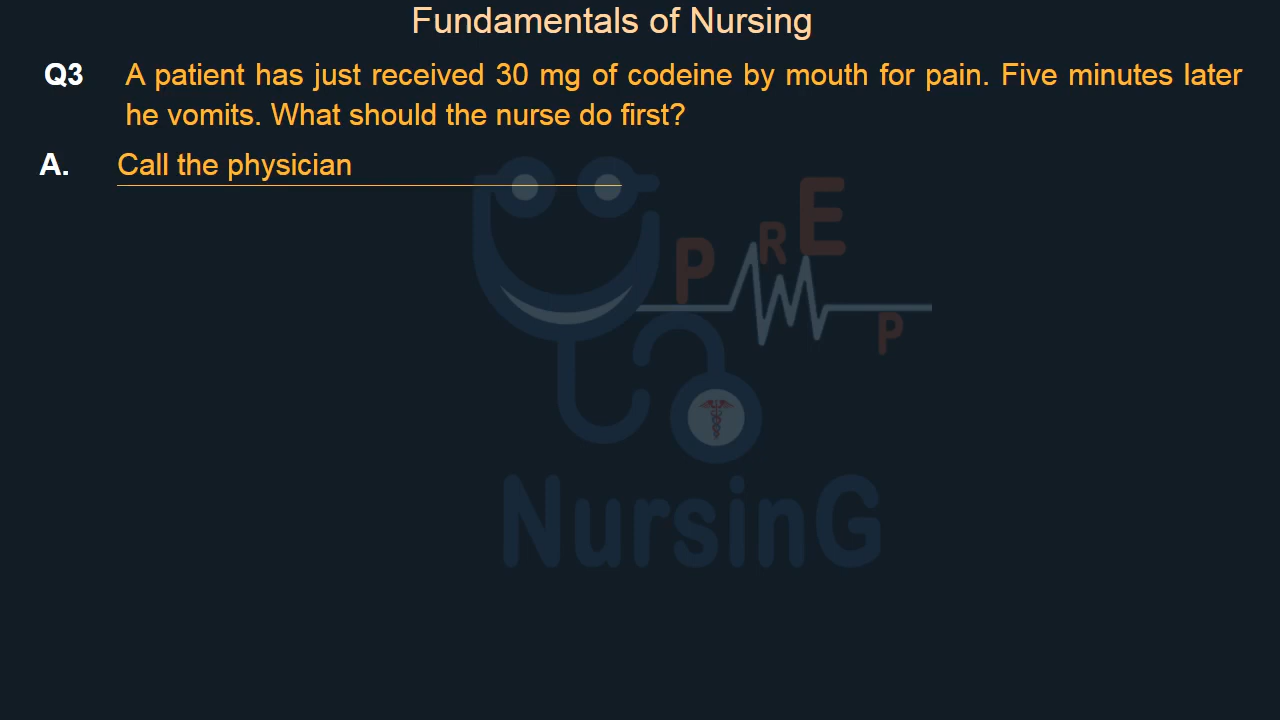 Fundamentals of Nursing
Q3 A patient has just received 30 mg of codeine by mouth for pain. Five minutes later
he vomits. What should the nurse do first?
A. Call the physician
PREP
NursinG